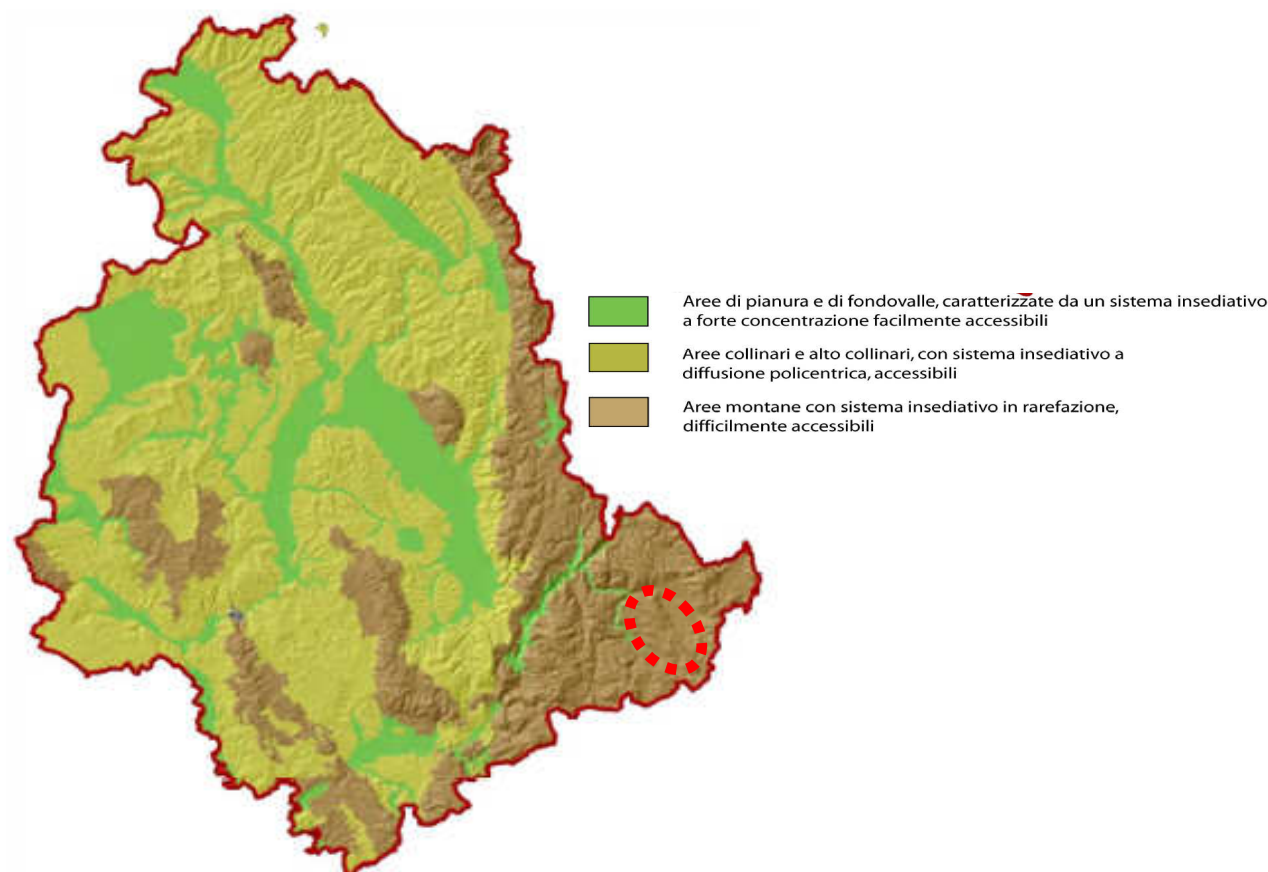 Aree di pianura e di fondovalle, caratterizzate da un sistema insediativo
a forte concentrazione facilmente accessibili
Aree collinari e alto collinari, con sistema insediativo a
diffusione policentrica, accessibili
Aree montane con sistema insediativo in rarefazione,
difficilmente accessibili